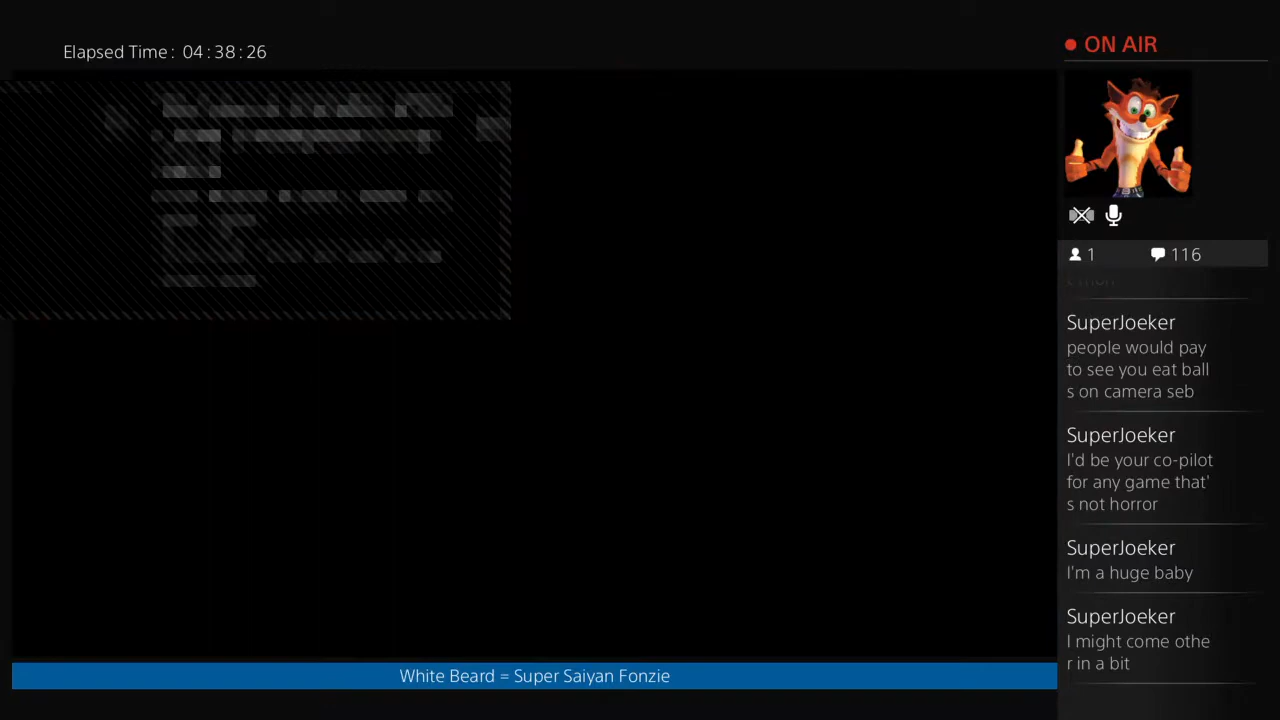 Elapsed Time: 04:38:26
ON AIR
1 116
SuperJoeker
people would pay
to see you eat ball
s on camera seb
SuperJoeker
I'd be your co-pilot
for any game that'
s not horror
SuperJoeker
I'm a huge baby
SuperJoeker
I might come othe
r in a bit
White Beard = Super Saiyan Fonzie